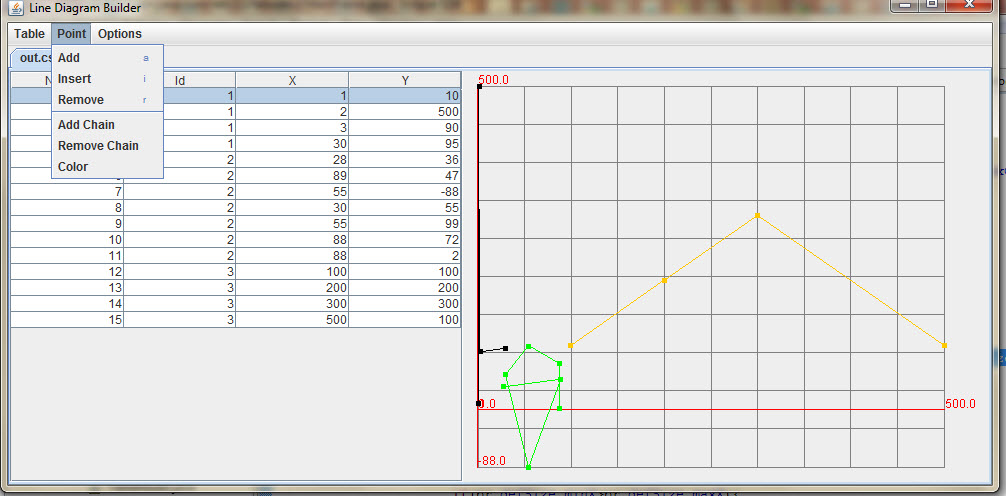 Line Diagram Builder
Table Point Options
out.cs
Add a
Insert i
Remove r
Add Chain
Remove Chain
Color
N Id X Y
1 1 10
1 2 500
1 3 90
1 30 95
2 28 36
2 89 47
7 2 55 -88
8 2 30 55
9 2 55 99
10 2 88 72
11 2 88 2
12 3 100 100
13 3 200 200
14 3 300 300
15 3 500 100
500.0
0.0 500.0
-88.0